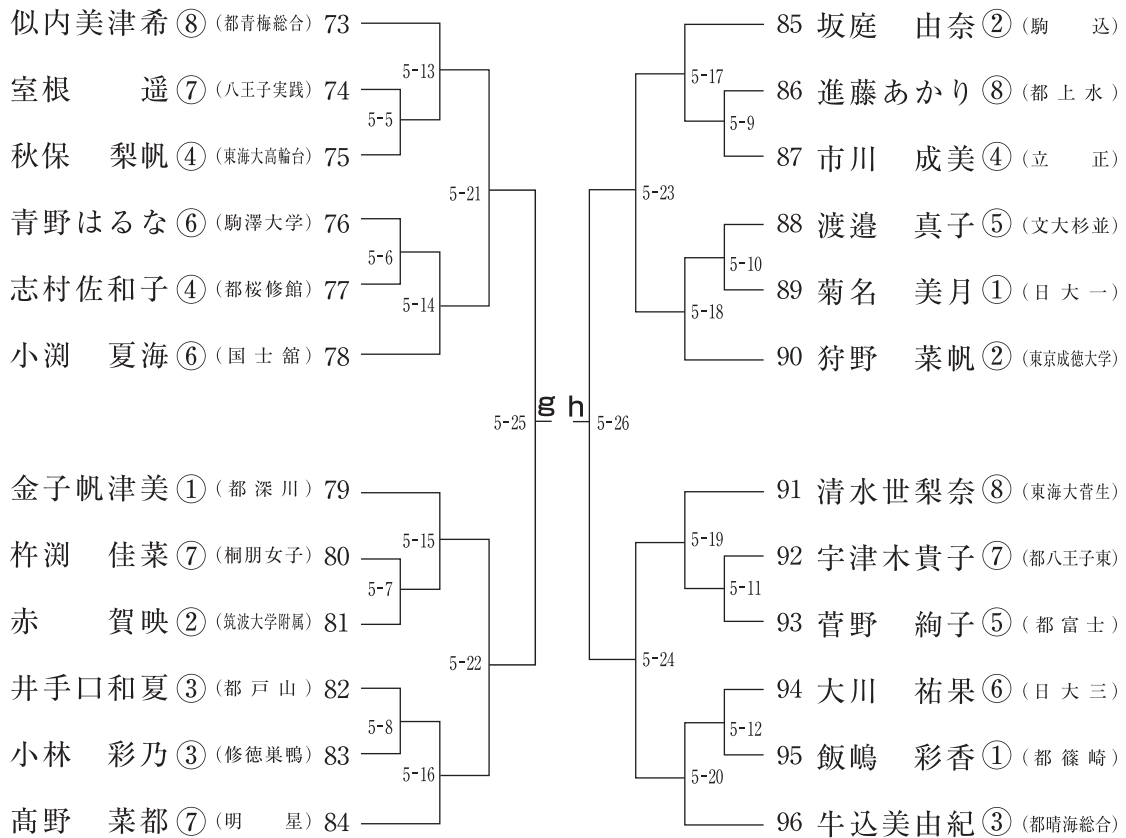 似内美津希 ⑧ (都青梅総合) 73
室根 遥 ⑦ (八王子実践) 74
秋保 梨帆 ④ (東海大高輪台) 75
青野はるな ⑥ (駒澤大学) 76
志村佐和子 ④ (都桜修館) 77
小渕 夏海 ⑥ (国士舘) 78
金子帆津美 ① (都深川) 79
杵渕 佳菜 ⑦ (桐朋女子) 80
赤 賀映 ② (筑波大学附属) 81
井手口和夏 ③ (都戸山) 82
小林 彩乃 ③ (修徳巣鴨) 83
髙野 菜都 ⑦ (明星) 84
5-13
5-5
5-21
5-6
5-14
5-25
g
5-15
5-7
5-22
5-8
5-16
85 坂庭 由奈 ② (駒込)
86 進藤あかり ⑧ (都上水)
87 市川 成美 ④ (立正)
88 渡邉 真子 ⑤ (文大杉並)
89 菊名 美月 ① (日大一)
90 狩野 菜帆 ② (東京成徳大学)
91 清水世梨奈 ⑧ (東海大菅生)
92 宇津木貴子 ⑦ (都八王子東)
93 菅野 絢子 ⑤ (都富士)
94 大川 祐果 ⑥ (日大三)
95 飯嶋 彩香 ① (都篠崎)
96 牛込美由紀 ③ (都晴海総合)
5-17
5-9
5-23
5-10
5-18
h
5-26
5-19
5-11
5-24
5-12
5-20